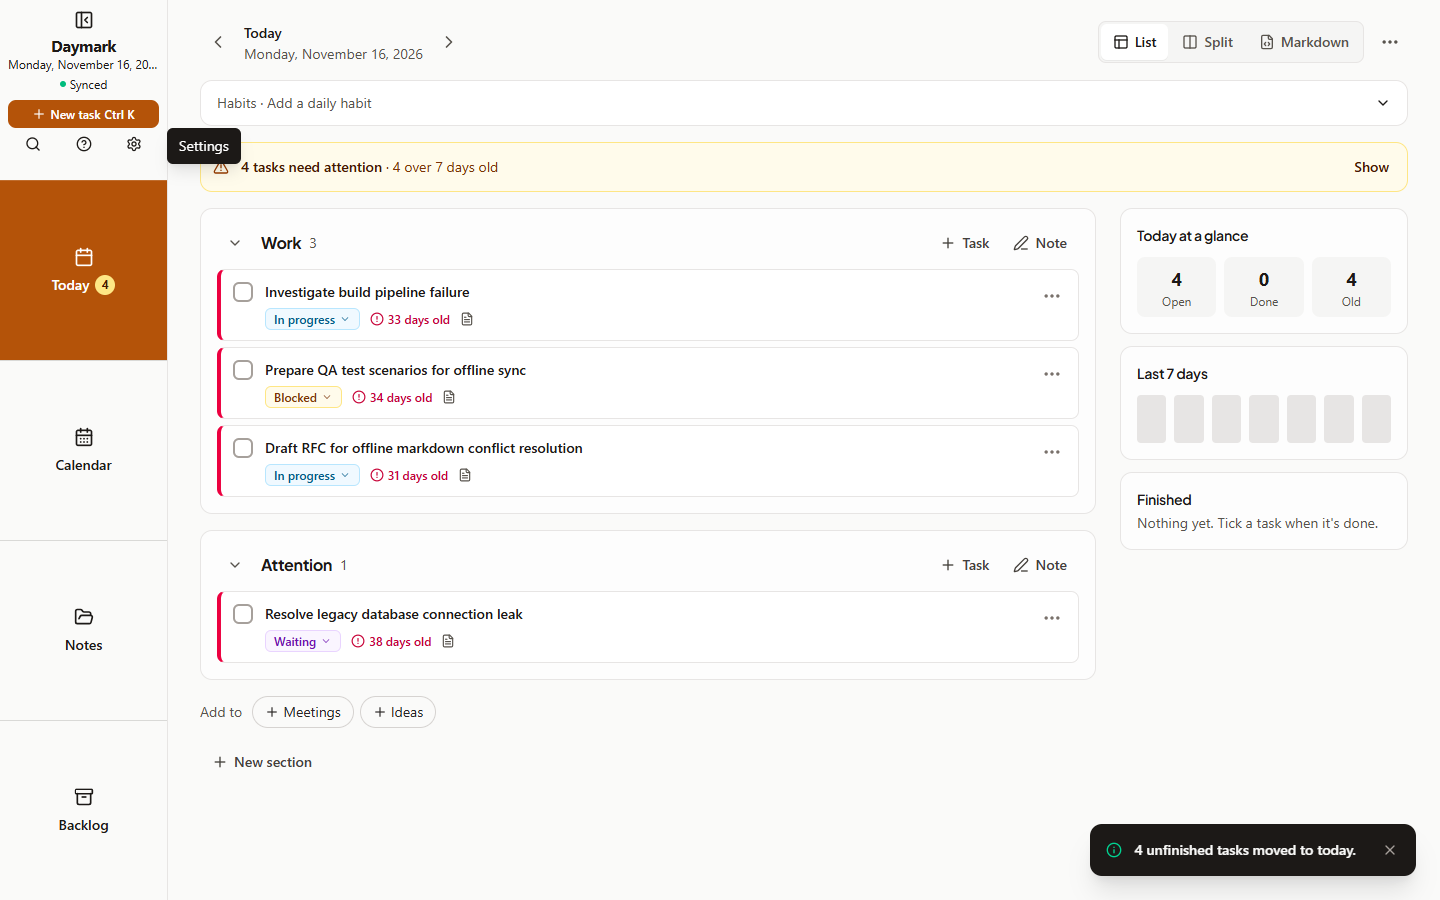 Daymark
Monday, November 16, 20...
Synced
New task Ctrl K
Settings
Today 4
Calendar
Notes
Backlog
Today
Monday, November 16, 2026
List
Split
Markdown
Habits · Add a daily habit
4 tasks need attention · 4 over 7 days old
Show
Work 3
Task
Note
Investigate build pipeline failure
In progress
33 days old
Prepare QA test scenarios for offline sync
Blocked
34 days old
Draft RFC for offline markdown conflict resolution
In progress
31 days old
Attention 1
Task
Note
Resolve legacy database connection leak
Waiting
38 days old
Add to
Meetings
Ideas
New section
Today at a glance
4
Open
0
Done
4
Old
Last 7 days
Finished
Nothing yet. Tick a task when it's done.
4 unfinished tasks moved to today.